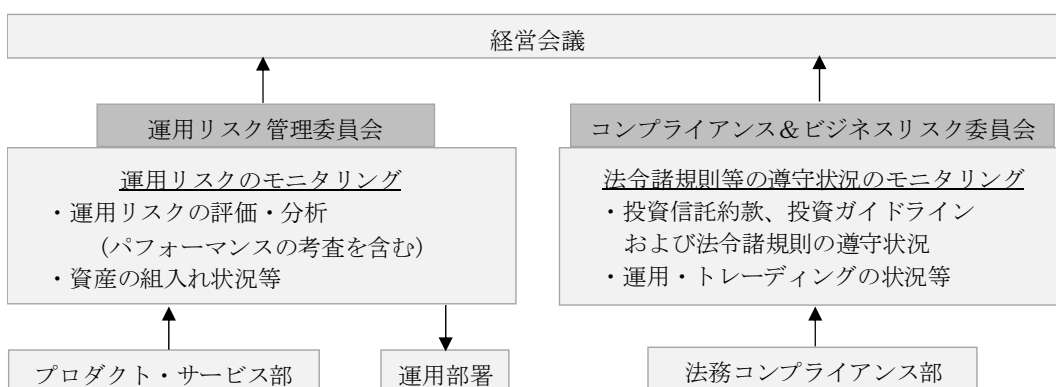 経営会議
運用リスク管理委員会
運用リスクのモニタリング
・運用リスクの評価・分析
（パフォーマンスの考査を含む）
・資産の組入れ状況等
プロダクト・サービス部
運用部署
コンプライアンス＆ビジネスリスク委員会
法令諸規則等の遵守状況のモニタリング
・投資信託約款、投資ガイドライン
および法令諸規則の遵守状況
・運用・トレーディングの状況等
法務コンプライアンス部